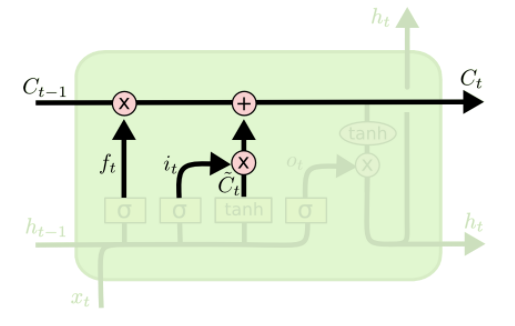 h_t
C_{t-1} x + C_t
tanh
f_t i_t x o_t x
C̃_t
σ σ tanh σ
h_{t-1} h_t
x_t